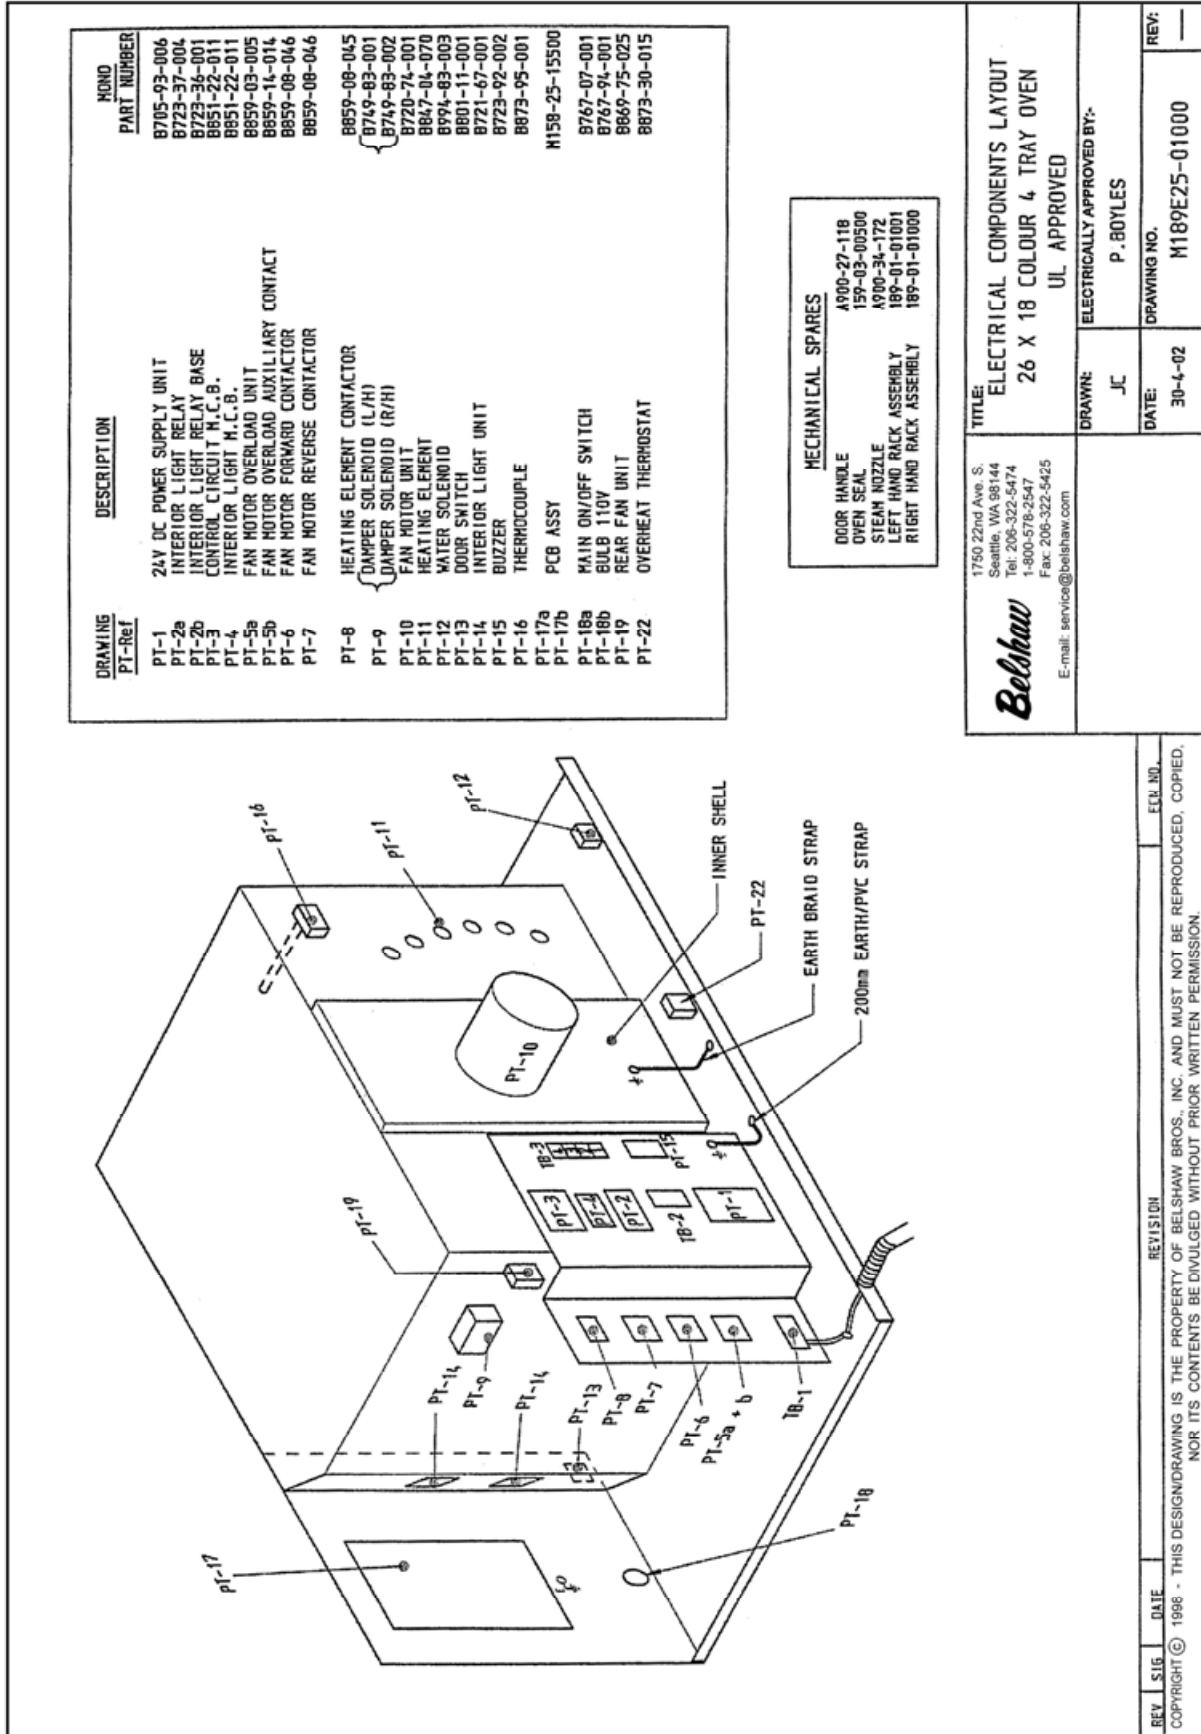 DRAWING PT-Ref DESCRIPTION MONO PART NUMBER
PT-1 24V DC POWER SUPPLY UNIT B705-93-006
PT-2a INTERIOR LIGHT RELAY B723-37-004
PT-2b INTERIOR LIGHT RELAY BASE B723-36-001
PT-3 CONTROL CIRCUIT M.C.B. B851-22-011
PT-4 INTERIOR LIGHT M.C.B. B851-22-011
PT-5a FAN MOTOR OVERLOAD UNIT B859-03-005
PT-5b FAN MOTOR OVERLOAD AUXILIARY CONTACT B859-14-014
PT-6 FAN MOTOR FORWARD CONTACTOR B859-08-046
PT-7 FAN MOTOR REVERSE CONTACTOR B859-08-046
PT-8 HEATING ELEMENT CONTACTOR B859-08-045
PT-9 DAMPER SOLENOID (L/H) B749-83-001
DAMPER SOLENOID (R/H) B749-83-002
PT-10 FAN MOTOR UNIT B720-74-001
PT-11 HEATING ELEMENT B847-04-070
PT-12 WATER SOLENOID B994-83-003
PT-13 DOOR SWITCH B801-11-001
PT-14 INTERIOR LIGHT UNIT B721-67-001
PT-15 BUZZER B723-92-002
PT-16 THERMOCOUPLE B873-95-001
PT-17a PCB ASSY M158-25-15500
PT-17b
PT-18a MAIN ON/OFF SWITCH B767-07-001
PT-18b BULB 110V B767-94-001
PT-19 REAR FAN UNIT B869-75-025
PT-22 OVERHEAT THERMOSTAT B873-30-015
MECHANICAL SPARES
DOOR HANDLE A900-27-118
OVEN SEAL 159-03-00500
STEAM NOZZLE A900-34-172
LEFT HAND RACK ASSEMBLY 189-01-01001
RIGHT HAND RACK ASSEMBLY 189-01-01000
PT-17
PT-14
PT-9
PT-14
PT-13
PT-8
PT-7
PT-6
PT-5a + b
TB-1
PT-18
PT-19
PT-3
PT-4
PT-2
TB-2
PT-1
TB-3
PT-15
PT-10
PT-16
PT-11
PT-12
INNER SHELL
PT-22
EARTH BRAID STRAP
200mm EARTH/PVC STRAP
Belshaw
1750 22nd Ave. S.
Seattle, WA 98144
Tel: 206-322-5474
1-800-578-2547
Fax: 206-322-5425
E-mail: service@belshaw.com
TITLE:
ELECTRICAL COMPONENTS LAYOUT
26 X 18 COLOUR 4 TRAY OVEN
UL APPROVED
DRAWN: JC
ELECTRICALLY APPROVED BY:-
P.BOYLES
DATE: 30-4-02
DRAWING NO. M189E25-01000
REV: —
REV SIG DATE REVISION ECN NO.
COPYRIGHT © 1998 - THIS DESIGN/DRAWING IS THE PROPERTY OF BELSHAW BROS., INC. AND MUST NOT BE REPRODUCED, COPIED,
NOR ITS CONTENTS BE DIVULGED WITHOUT PRIOR WRITTEN PERMISSION.